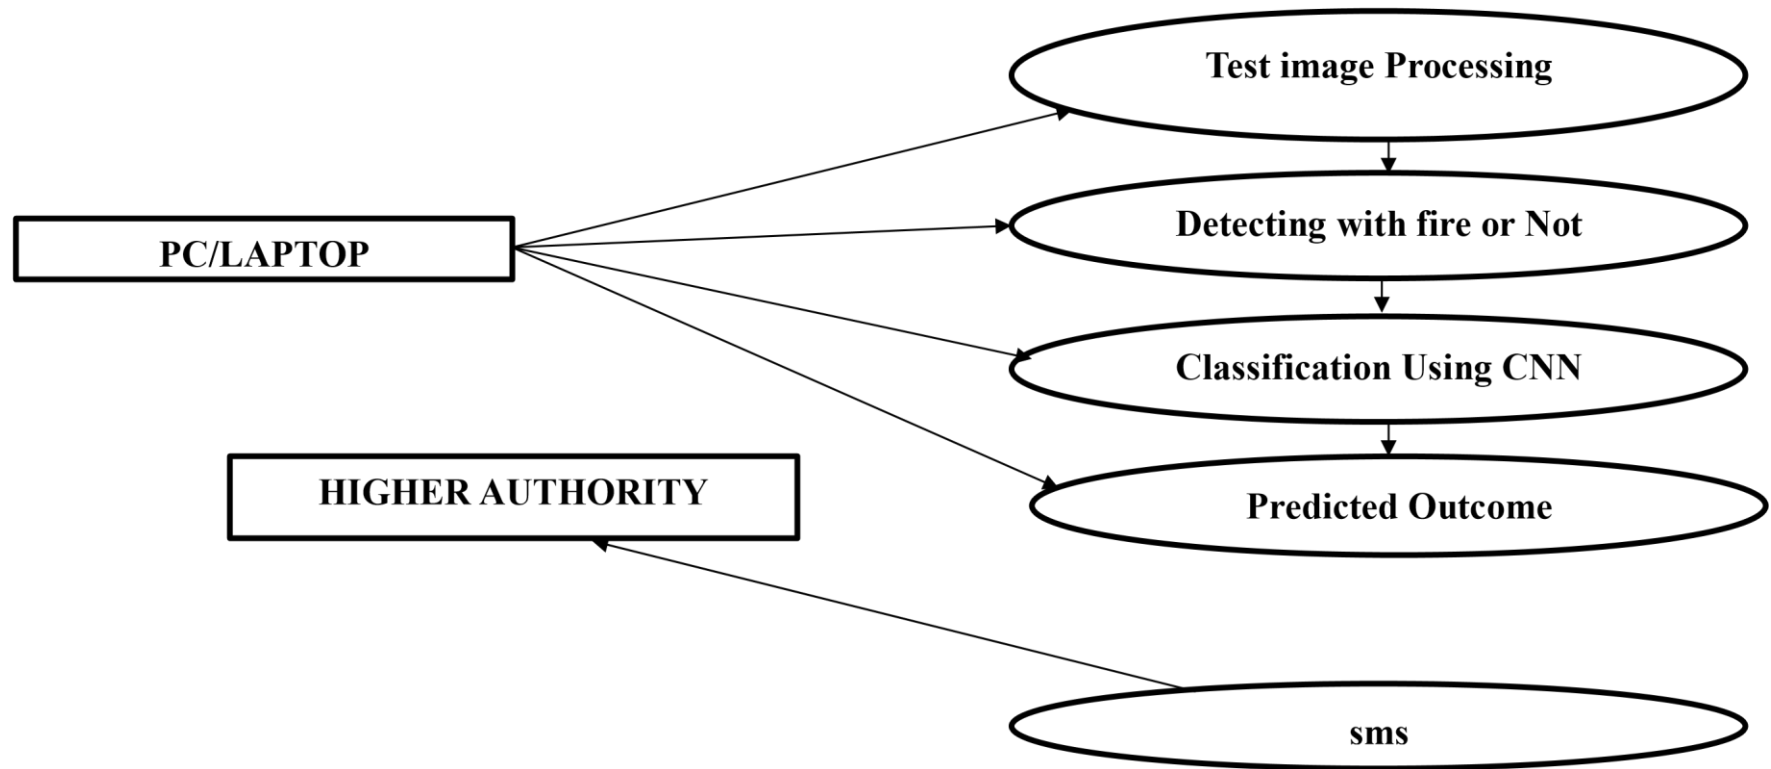 Test image Processing
Detecting with fire or Not
PC/LAPTOP
Classification Using CNN
HIGHER AUTHORITY
Predicted Outcome
sms